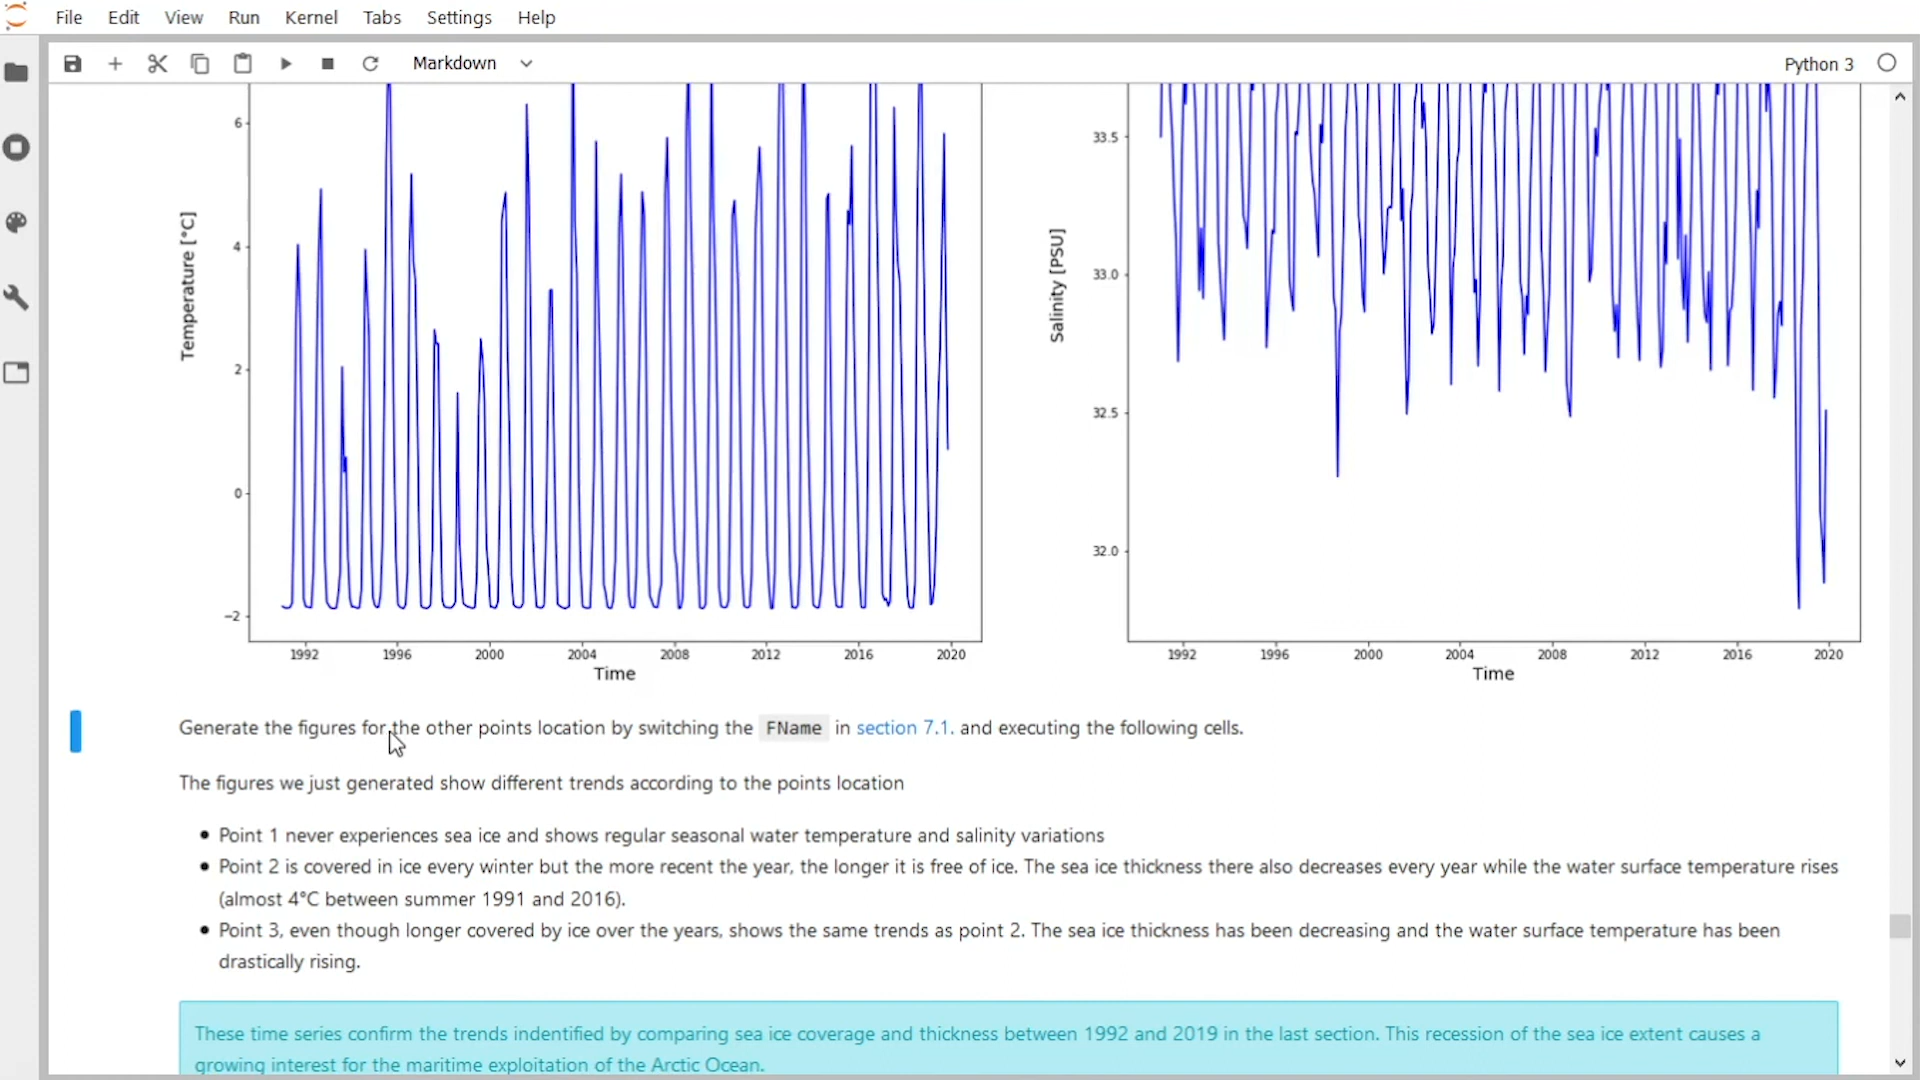 File Edit View Run Kernel Tabs Settings Help
Markdown
Python 3
6
4
2
0
−2
Temperature [°C]
1992 1996 2000 2004 2008 2012 2016 2020
Time
33.5
33.0
32.5
32.0
Salinity [PSU]
1992 1996 2000 2004 2008 2012 2016 2020
Time
Generate the figures for the other points location by switching the FName in section 7.1. and executing the following cells.
The figures we just generated show different trends according to the points location
• Point 1 never experiences sea ice and shows regular seasonal water temperature and salinity variations
• Point 2 is covered in ice every winter but the more recent the year, the longer it is free of ice. The sea ice thickness there also decreases every year while the water surface temperature rises
(almost 4°C between summer 1991 and 2016).
• Point 3, even though longer covered by ice over the years, shows the same trends as point 2. The sea ice thickness has been decreasing and the water surface temperature has been
drastically rising.
These time series confirm the trends indentified by comparing sea ice coverage and thickness between 1992 and 2019 in the last section. This recession of the sea ice extent causes a
growing interest for the maritime exploitation of the Arctic Ocean.